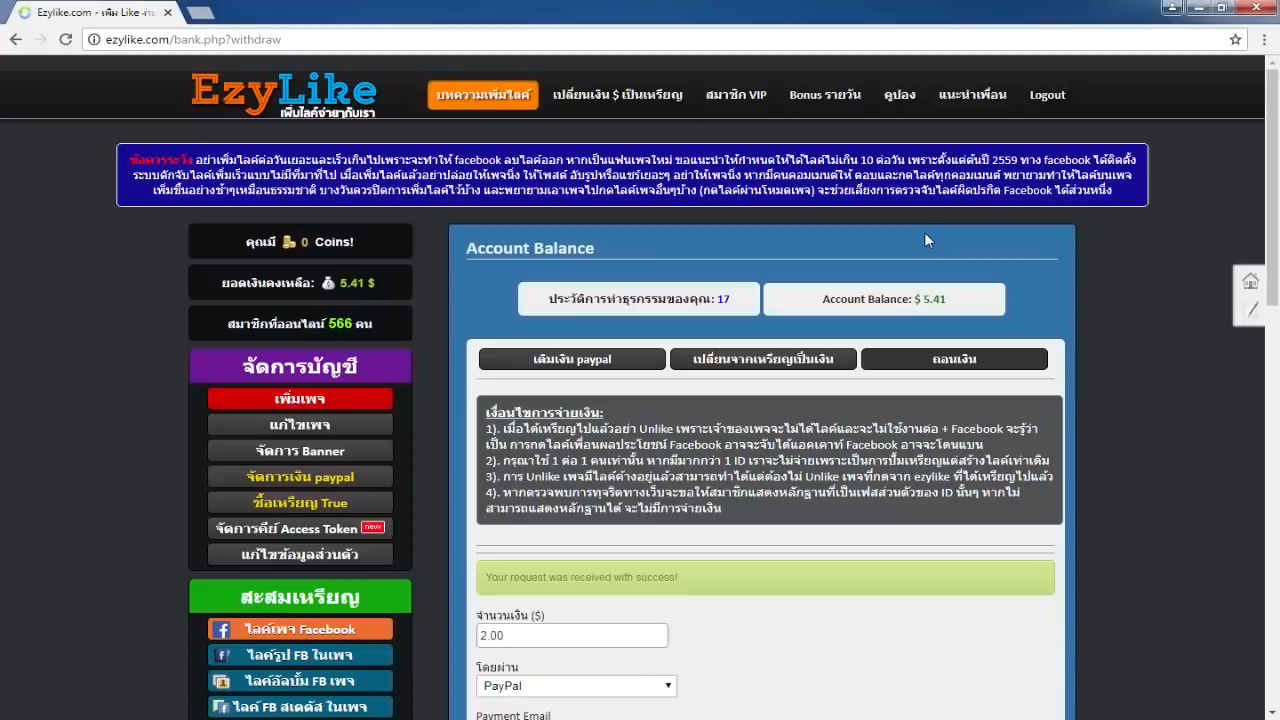 Ezylike.com - เพิ่ม Like ง่าย
ezylike.com/bank.php?withdraw
EzyLike
เพิ่มไลค์ง่ายๆกับเรา
บทความเพิ่มไลค์
เปลี่ยนเงิน $ เป็นเหรียญ
สมาชิก VIP
Bonus รายวัน
คูปอง
แนะนำเพื่อน
Logout
ข้อควรระวัง อย่าเพิ่มไลค์ต่อวันเยอะและเร็วเกินไปเพราะจะทำให้ facebook ลบไลค์ออก หากเป็นแฟนเพจใหม่ ขอแนะนำให้กำหนดให้ได้ไลค์ไม่เกิน 10 ต่อวัน เพราะตั้งแต่ต้นปี 2559 ทาง facebook ได้ติดตั้ง
ระบบดักจับไลค์เพิ่มเร็วแบบไม่มีที่มาที่ไป เมื่อเพิ่มไลค์แล้วอย่าปล่อยให้เพจนิ่ง ให้โพสต์ อัปรูปหรือแชร์เยอะๆ อย่าให้เพจนิ่ง หากมีคนคอมเมนต์ให้ ตอบและกดไลค์ทุกคอมเมนต์ พยายามทำให้ไลค์บนเพจ
เพิ่มขึ้นอย่างช้าๆเหมือนธรรมชาติ บางวันควรปิดการเพิ่มไลค์ไว้บ้าง และพยายามเอาเพจไปกดไลค์เพจอื่นๆบ้าง (กดไลค์ผ่านโหมดเพจ) จะช่วยเลี่ยงการตรวจจับไลค์ผิดปรกติ Facebook ได้ส่วนหนึ่ง
คุณมี 0 Coins!
ยอดเงินคงเหลือ: 5.41 $
สมาชิกที่ออนไลน์ 566 คน
จัดการบัญชี
เพิ่มเพจ
แก้ไขเพจ
จัดการ Banner
จัดการเงิน paypal
ซื้อเหรียญ True
จัดการคีย์ Access Token new
แก้ไขข้อมูลส่วนตัว
สะสมเหรียญ
ไลค์เพจ Facebook
ไลค์รูป FB ในเพจ
ไลค์อัลบั้ม FB เพจ
ไลค์ FB สเตตัส ในเพจ
Account Balance
ประวัติการทำธุรกรรมของคุณ: 17
Account Balance: $ 5.41
เติมเงิน paypal
เปลี่ยนจากเหรียญเป็นเงิน
ถอนเงิน
เงื่อนไขการจ่ายเงิน:
1). เมื่อได้เหรียญไปแล้วอย่า Unlike เพราะเจ้าของเพจจะไม่ได้ไลค์และจะไม่ใช้งานต่อ + Facebook จะรู้ว่า
เป็น การกดไลค์เพื่อนผลประโยชน์ Facebook อาจจะจับได้แอคเคาท์ Facebook อาจจะโดนแบน
2). กรุณาใช้ 1 ต่อ 1 คนเท่านั้น หากมีมากกว่า 1 ID เราจะไม่จ่ายเพราะเป็นการปั๊มเหรียญแต่สร้างไลค์เท่าเดิม
3). การ Unlike เพจมีไลค์ค้างอยู่แล้วสามารถทำได้แต่ต้องไม่ Unlike เพจที่กดจาก ezylike ที่ได้เหรียญไปแล้ว
4). หากตรวจพบการทุจริตทางเว็บจะขอให้สมาชิกแสดงหลักฐานที่เป็นเฟสส่วนตัวของ ID นั้นๆ หากไม่
สามารถแสดงหลักฐานได้ จะไม่มีการจ่ายเงิน
Your request was received with success!
จำนวนเงิน ($)
2.00
โดยผ่าน
PayPal
Payment Email